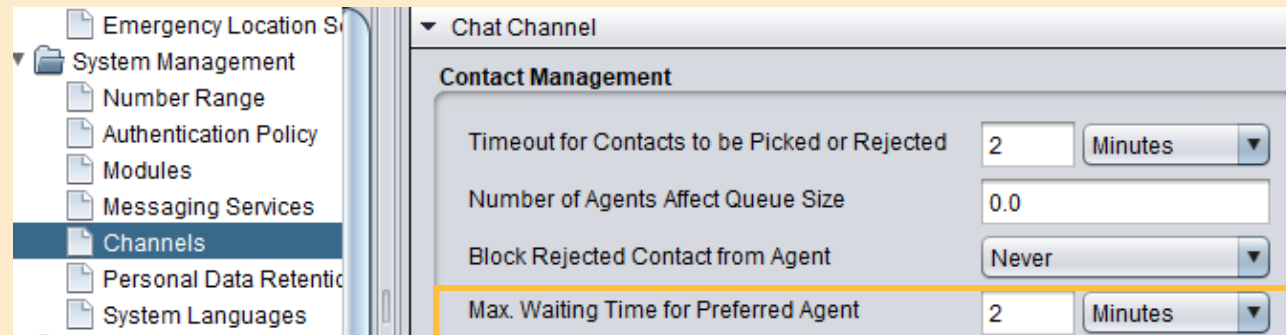 Emergency Location
System Management
Number Range
Authentication Policy
Modules
Messaging Services
Channels
Personal Data
System Languages
Chat Channel
Contact Management
Timeout for Contacts to be Picked or Rejected 2 Minutes
Number of Agents Affect Queue Size 0.0
Block Rejected Contact from Agent Never
Max. Waiting Time for Preferred Agent 2 Minutes